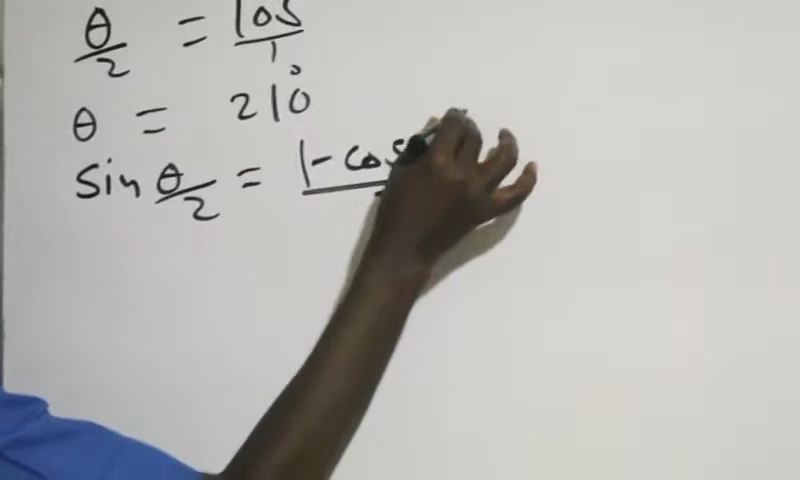 θ/2 = 105/1
θ = 210°
sin θ/2 = 1 - cos